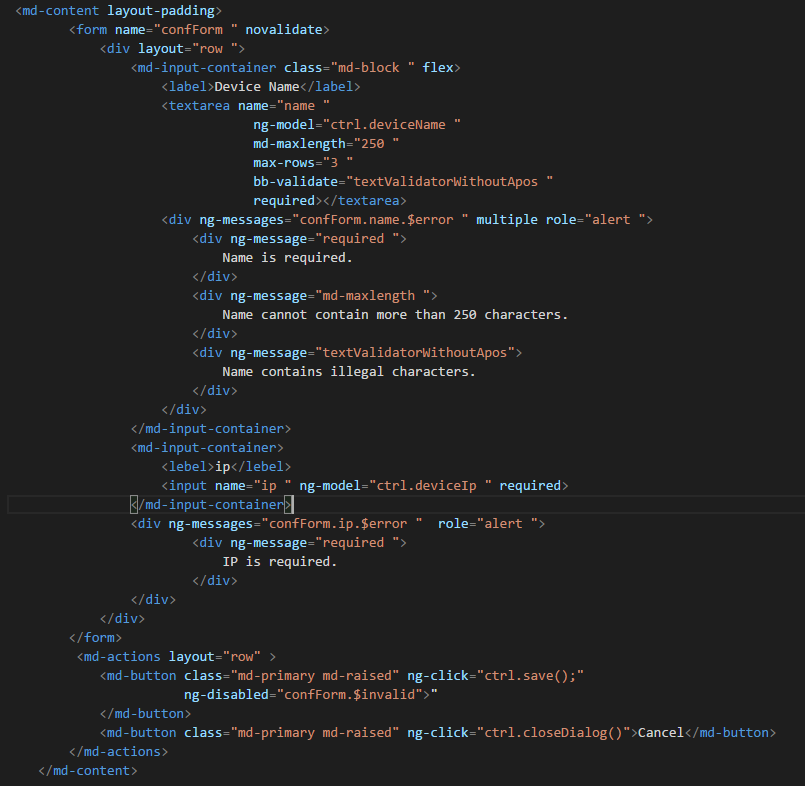 <md-content layout-padding>
<form name="confForm " novalidate>
<div layout="row ">
<md-input-container class="md-block " flex>
<label>Device Name</label>
<textarea name="name "
ng-model="ctrl.deviceName "
md-maxlength="250 "
max-rows="3 "
bb-validate="textValidatorWithoutApos "
required></textarea>
<div ng-messages="confForm.name.$error " multiple role="alert ">
<div ng-message="required ">
Name is required.
</div>
<div ng-message="md-maxlength ">
Name cannot contain more than 250 characters.
</div>
<div ng-message="textValidatorWithoutApos">
Name contains illegal characters.
</div>
</div>
</md-input-container>
<md-input-container>
<lebel>ip</lebel>
<input name="ip " ng-model="ctrl.deviceIp " required>
</md-input-container>
<div ng-messages="confForm.ip.$error "  role="alert ">
<div ng-message="required ">
IP is required.
</div>
</div>
</div>
</form>
<md-actions layout="row" >
<md-button class="md-primary md-raised" ng-click="ctrl.save();"
ng-disabled="confForm.$invalid">"
</md-button>
<md-button class="md-primary md-raised" ng-click="ctrl.closeDialog()">Cancel</md-button>
</md-actions>
</md-content>